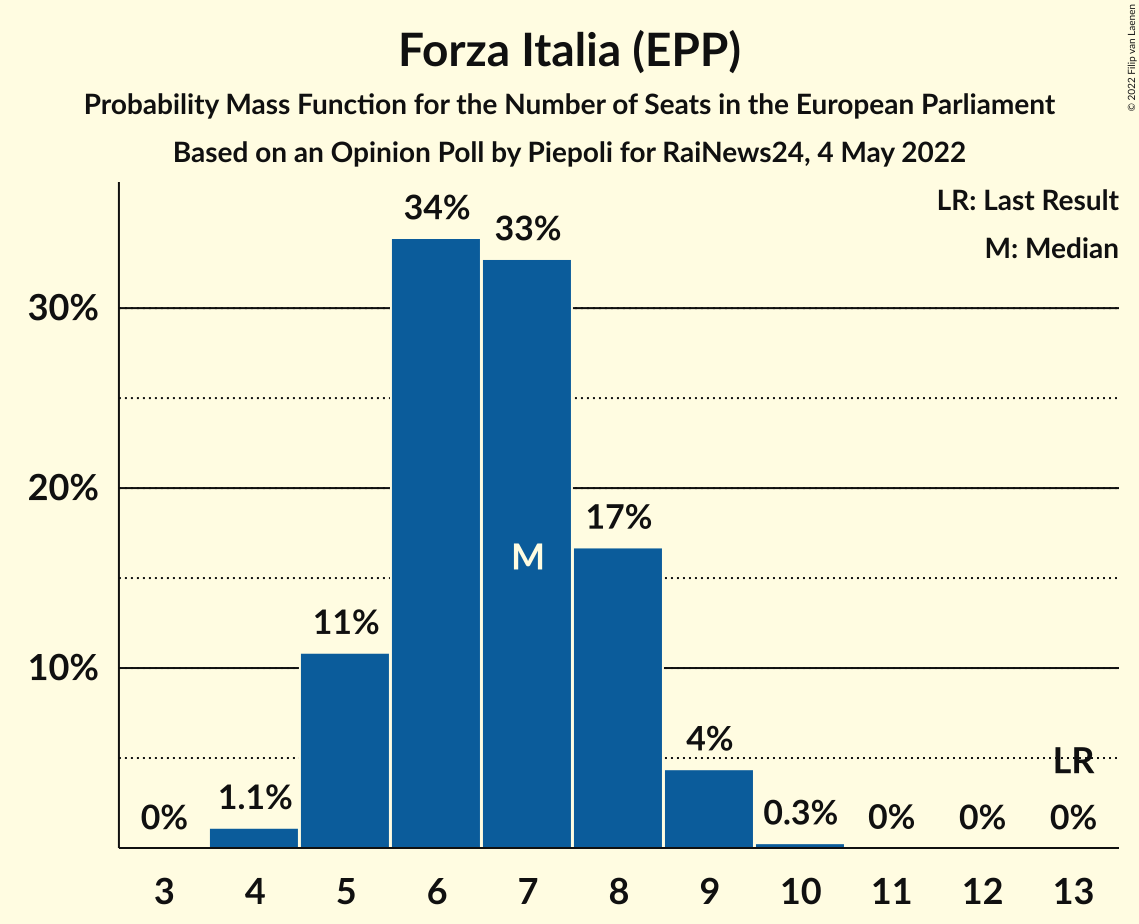 Forza Italia (EPP)
Probability Mass Function for the Number of Seats in the European Parliament
Based on an Opinion Poll by Piepoli for RaiNews24, 4 May 2022
© 2022 Filip van Laenen
LR: Last Result
M: Median
34%
33%
30%
20%
17%
M
11%
10%
4%
LR
1.1%
0%
0.3%
0%
0%
0%
3 4 5 6 7 8 9 10 11 12 13